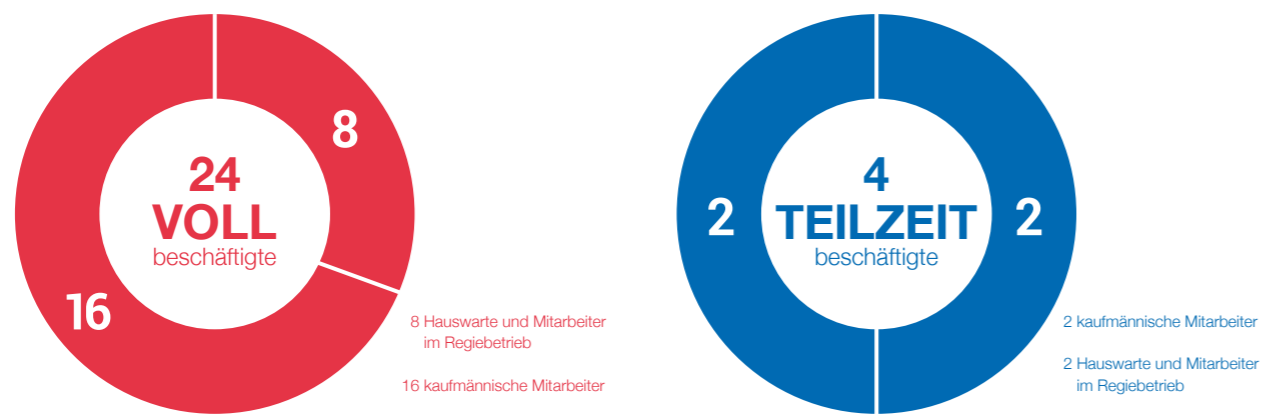 8
24
VOLL
beschäftigte
16
8 Hauswarte und Mitarbeiter
im Regiebetrieb
16 kaufmännische Mitarbeiter
4
2 TEILZEIT 2
beschäftigte
2 kaufmännische Mitarbeiter
2 Hauswarte und Mitarbeiter
im Regiebetrieb